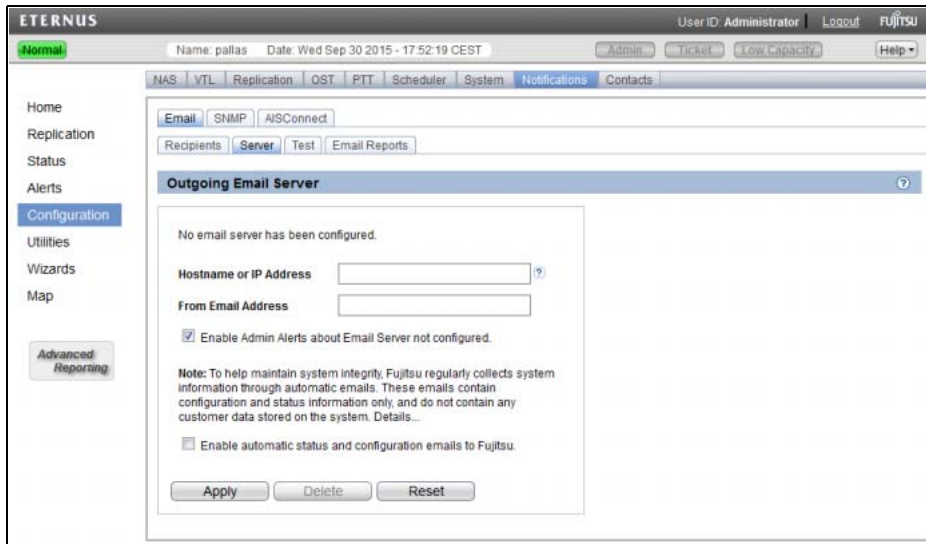 ETERNUS
User ID: Administrator Logout FUJITSU
Normal Name: pallas Date: Wed Sep 30 2015 - 17:52:19 CEST Admin Ticket Low Capacity Help
NAS VTL Replication OST PTT Scheduler System Notifications Contacts
Home
Replication
Status
Alerts
Configuration
Utilities
Wizards
Map
Advanced
Reporting
Email SNMP AISConnect
Recipients Server Test Email Reports
Outgoing Email Server ?
No email server has been configured.
Hostname or IP Address ?
From Email Address
Enable Admin Alerts about Email Server not configured.
Note: To help maintain system integrity, Fujitsu regularly collects system
information through automatic emails. These emails contain
configuration and status information only, and do not contain any
customer data stored on the system. Details...
Enable automatic status and configuration emails to Fujitsu.
Apply Delete Reset